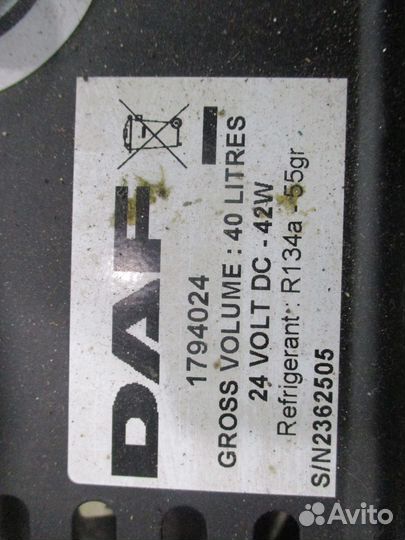 DAF
1794024
GROSS VOLUME : 40 LITRES
24 VOLT DC - 42W
Refrigerant : R134a - 55gr
S/N2362505
Avito